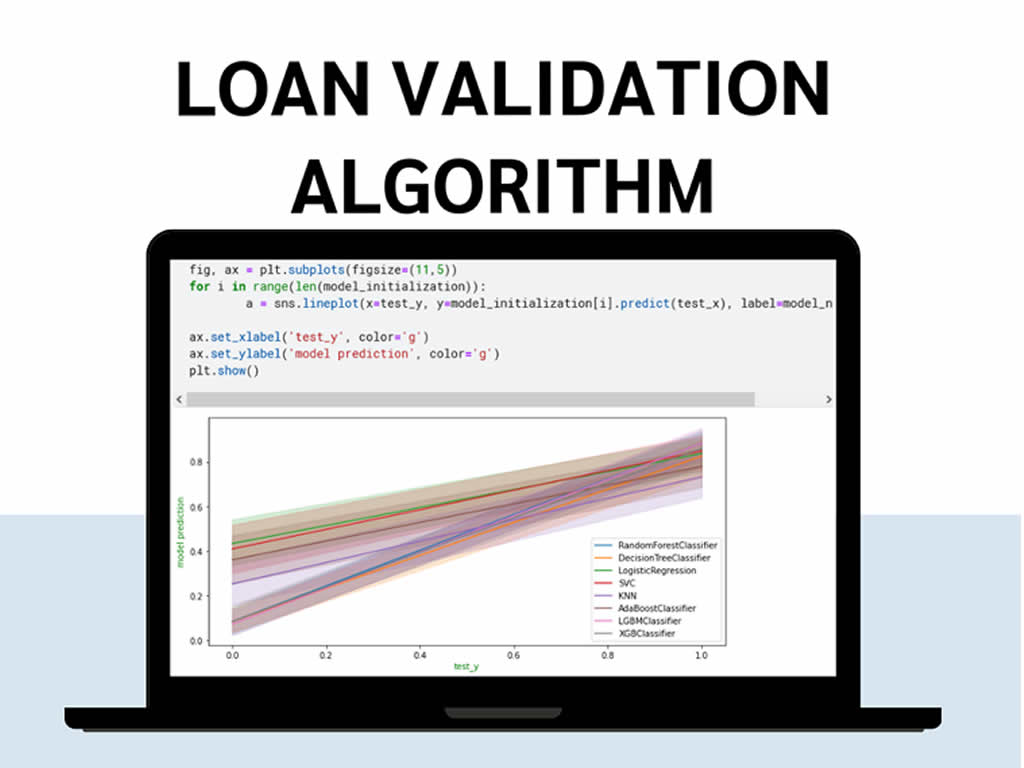 LOAN VALIDATION
ALGORITHM
fig, ax = plt.subplots(figsize=(11,5))
for i in range(len(model_initialization)):
a = sns.lineplot(x=test_y, y=model_initialization[i].predict(test_x), label=model_n
ax.set_xlabel('test_y', color='g')
ax.set_ylabel('model prediction', color='g')
plt.show()
0.8
0.6
0.4
0.2
0.0
model prediction
RandomForestClassifier
DecisionTreeClassifier
LogisticRegression
SVC
KNN
AdaBoostClassifier
LGBMClassifier
XGBClassifier
0.0 0.2 0.4 0.6 0.8 1.0
test_y